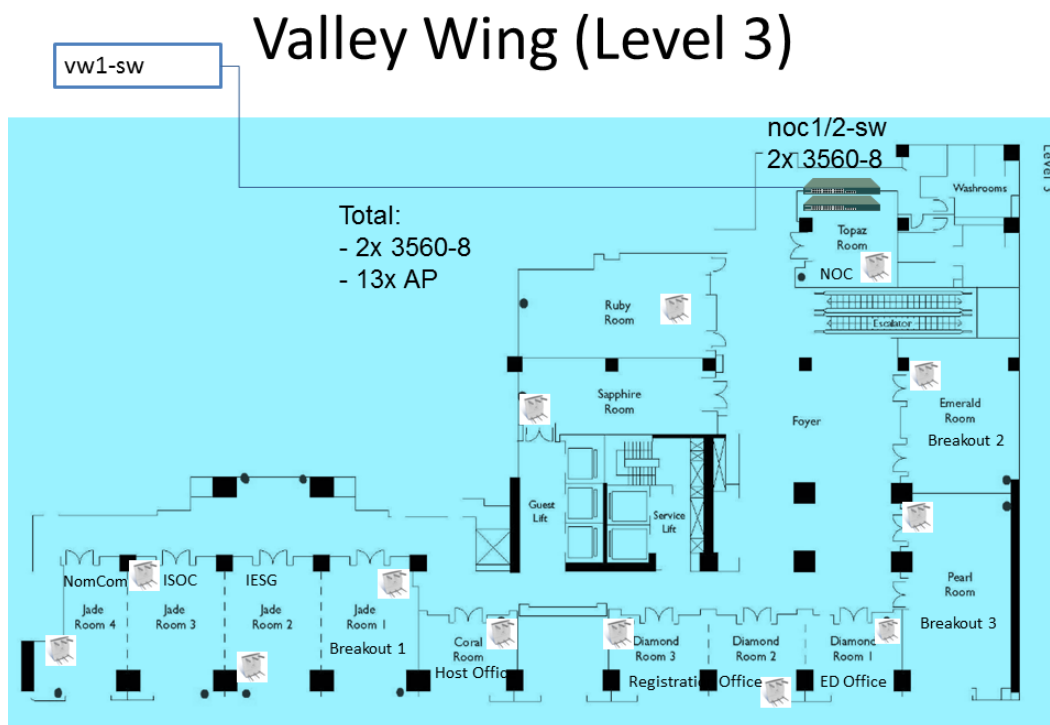 Valley Wing (Level 3)
vw1-sw
noc1/2-sw
2x 3560-8
Level 3
Washrooms
Total:
- 2x 3560-8
- 13x AP
Topaz
Room
NOC
Ruby
Room
Escalator
Sapphire
Room
Foyer
Emerald
Room
Breakout 2
Guest
Lift
Service
Lift
NomCom
ISOC
IESG
Jade
Room 4
Jade
Room 3
Jade
Room 2
Jade
Room 1
Breakout 1
Pearl
Room
Breakout 3
Coral
Room
Host Offic
Diamond
Room 3
Diamond
Room 2
Diamon
Room 1
Registration Office
ED Office